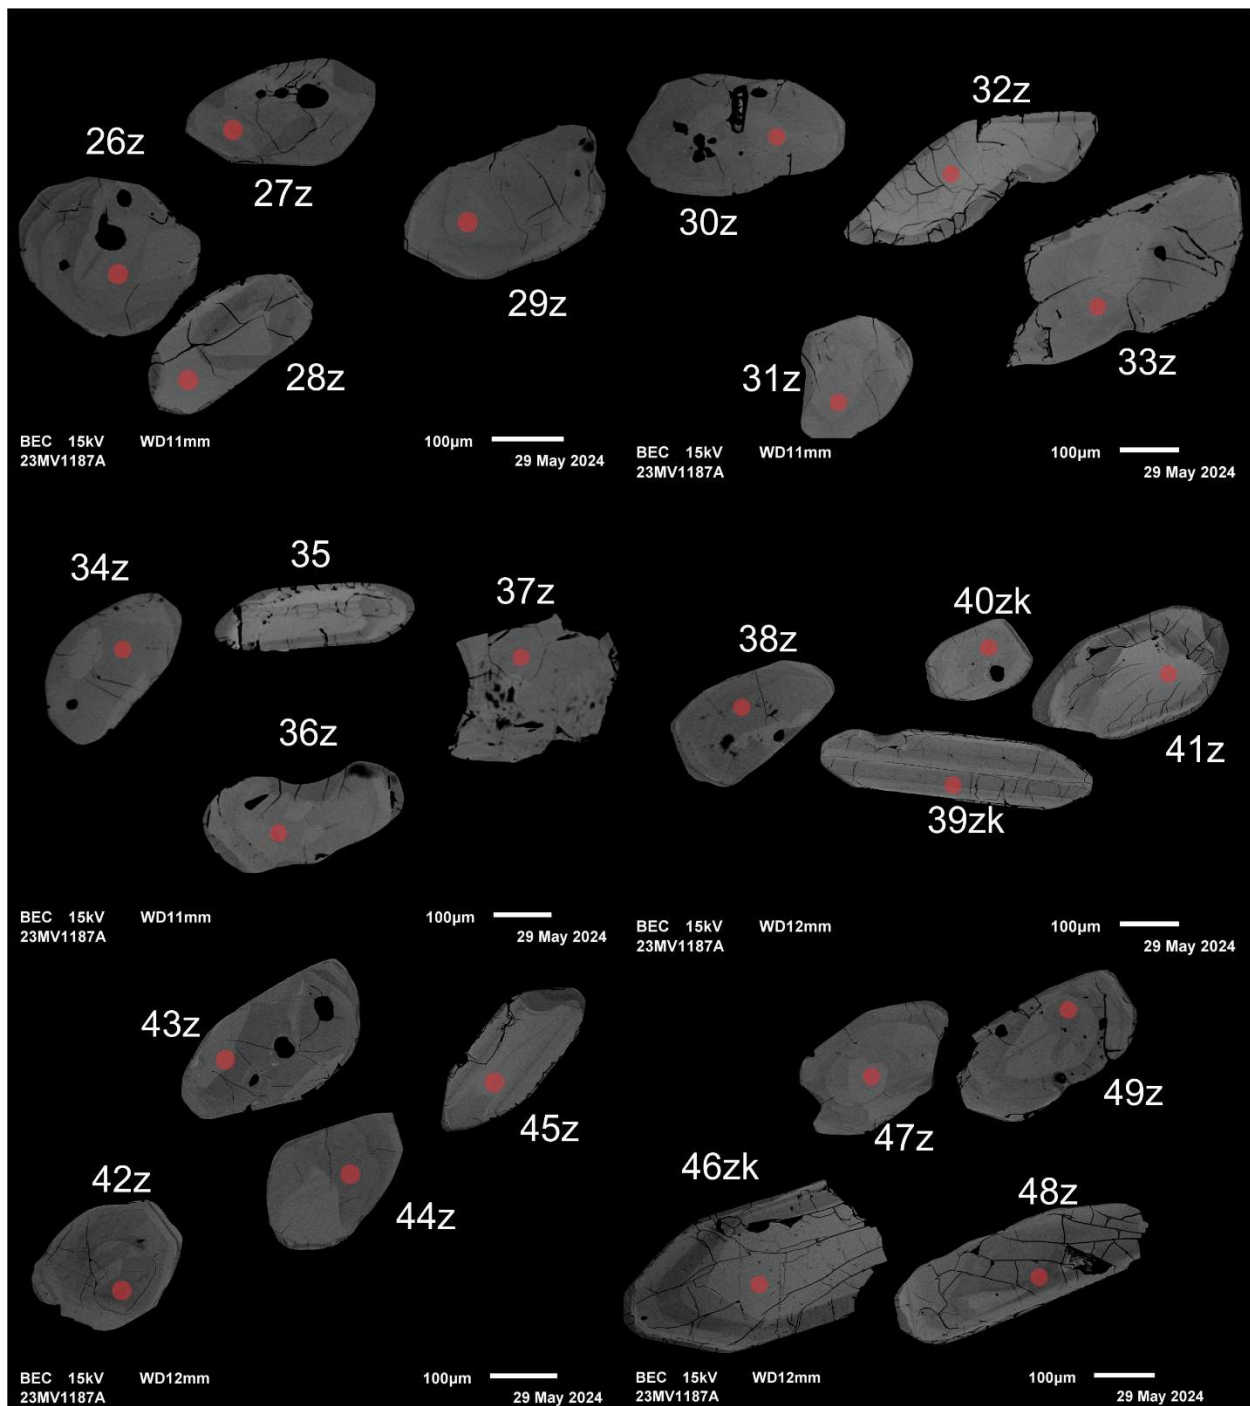 26z
27z
28z
29z
BEC 15kV WD11mm 100µm
23MV1187A 29 May 2024
30z
32z
31z
33z
BEC 15kV WD11mm 100µm
23MV1187A 29 May 2024
34z
35
37z
36z
BEC 15kV WD11mm 100µm
23MV1187A 29 May 2024
38z
40zk
41z
39zk
BEC 15kV WD12mm 100µm
23MV1187A 29 May 2024
43z
45z
44z
42z
BEC 15kV WD12mm 100µm
23MV1187A 29 May 2024
47z
49z
46zk
48z
BEC 15kV WD12mm 100µm
23MV1187A 29 May 2024